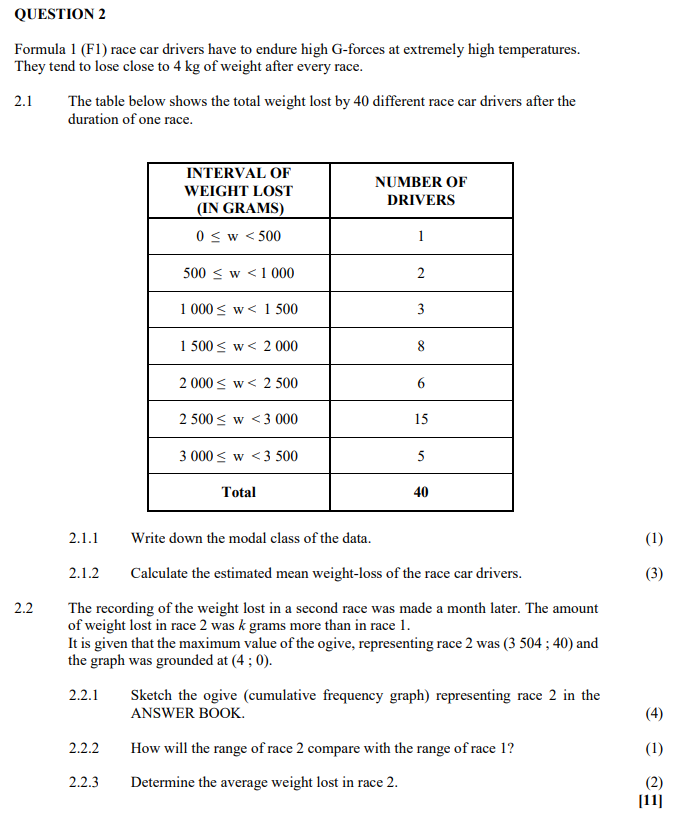 QUESTION 2
Formula 1 (F1) race car drivers have to endure high G-forces at extremely high temperatures.
They tend to lose close to 4 kg of weight after every race.
2.1 The table below shows the total weight lost by 40 different race car drivers after the
duration of one race.
INTERVAL OF
WEIGHT LOST
(IN GRAMS)
NUMBER OF
DRIVERS
0 ≤ w < 500 1
500 ≤ w < 1 000 2
1 000 ≤ w < 1 500 3
1 500 ≤ w < 2 000 8
2 000 ≤ w < 2 500 6
2 500 ≤ w < 3 000 15
3 000 ≤ w < 3 500 5
Total 40
2.1.1 Write down the modal class of the data. (1)
2.1.2 Calculate the estimated mean weight-loss of the race car drivers. (3)
2.2 The recording of the weight lost in a second race was made a month later. The amount
of weight lost in race 2 was k grams more than in race 1.
It is given that the maximum value of the ogive, representing race 2 was (3 504 ; 40) and
the graph was grounded at (4 ; 0).
2.2.1 Sketch the ogive (cumulative frequency graph) representing race 2 in the
ANSWER BOOK. (4)
2.2.2 How will the range of race 2 compare with the range of race 1? (1)
2.2.3 Determine the average weight lost in race 2. (2)
[11]